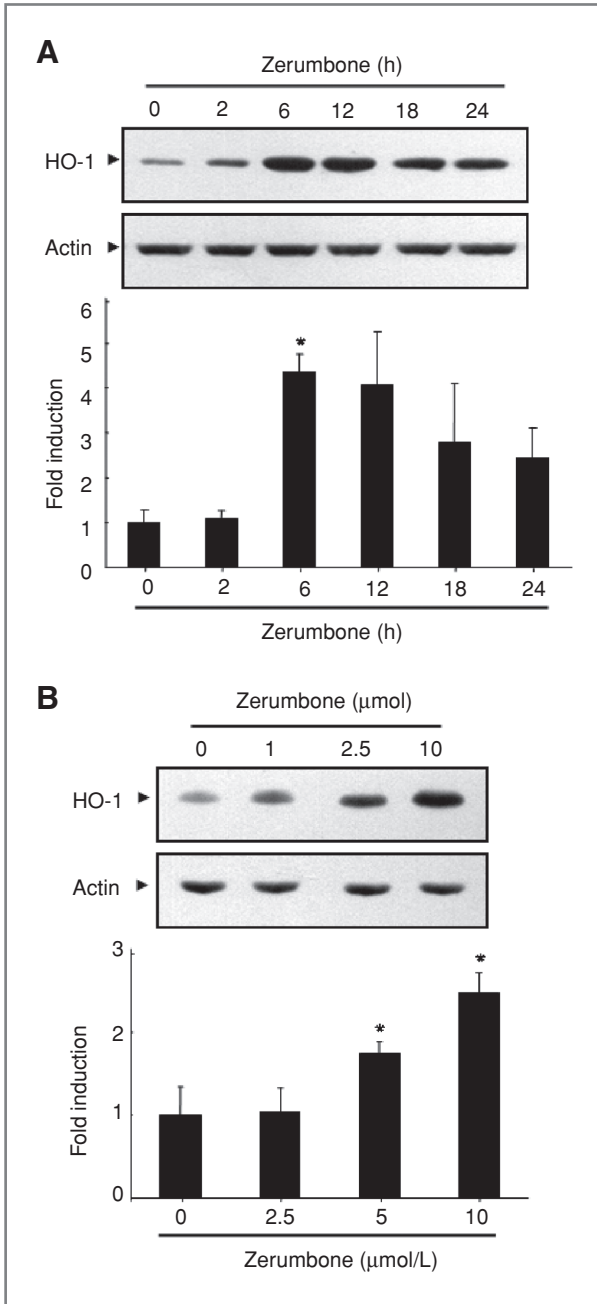 A
Zerumbone (h)
0 2 6 12 18 24
HO-1
Actin
6
5
4
3
2
1
0
Fold induction
*
0 2 6 12 18 24
Zerumbone (h)
B
Zerumbone (μmol)
0 1 2.5 10
HO-1
Actin
3
2
1
0
Fold induction
*
*
0 2.5 5 10
Zerumbone (μmol/L)